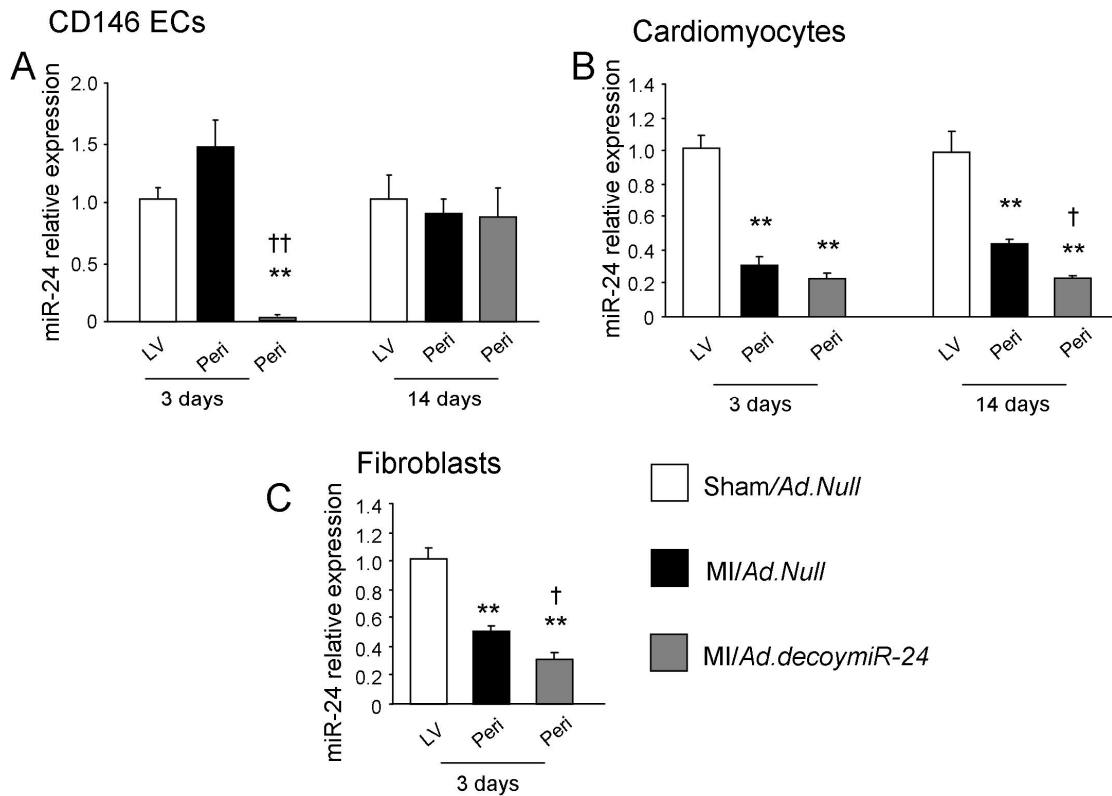 CD146 ECs
A
miR-24 relative expression
2.0
1.5
1.0
0.5
0
††
**
LV
Peri
Peri
LV
Peri
Peri
3 days
14 days
Cardiomyocytes
B
miR-24 relative expression
1.4
1.2
1.0
0.8
0.6
0.4
0.2
0
**
**
**
†
**
LV
Peri
Peri
LV
Peri
Peri
3 days
14 days
Fibroblasts
C
miR-24 relative expression
1.4
1.2
1.0
0.8
0.6
0.4
0.2
0
**
†
**
LV
Peri
Peri
3 days
Sham/Ad.Null
MI/Ad.Null
MI/Ad.decoymiR-24